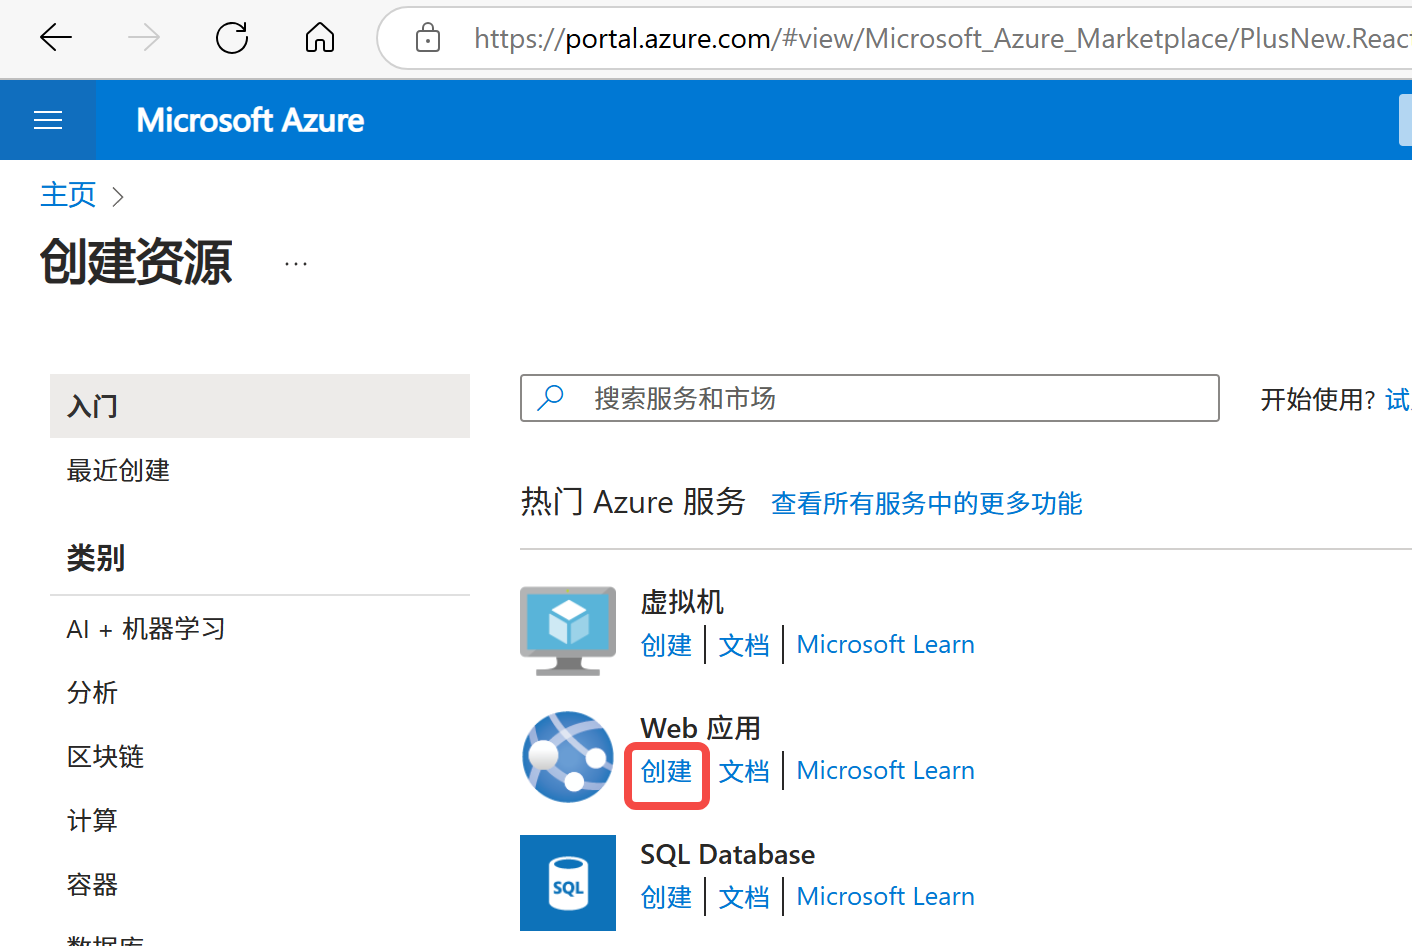 https://portal.azure.com/#view/Microsoft_Azure_Marketplace/PlusNew.Reac
Microsoft Azure
主页 >
创建资源 ...
入门
最近创建
类别
AI + 机器学习
分析
区块链
计算
容器
数据库
搜索服务和市场
开始使用? 试
热门 Azure 服务 查看所有服务中的更多功能
虚拟机
创建 | 文档 | Microsoft Learn
Web 应用
创建 文档 | Microsoft Learn
SQL
SQL Database
创建 | 文档 | Microsoft Learn